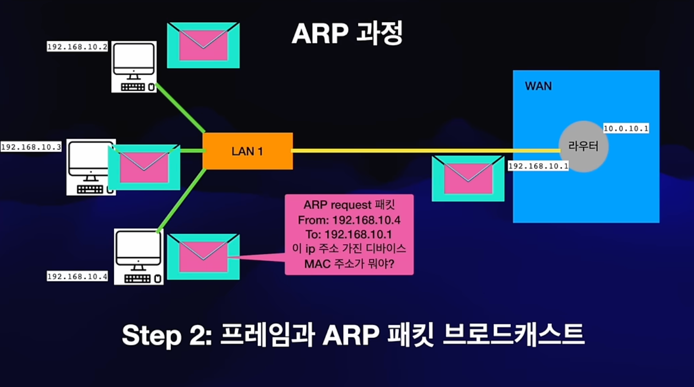 ARP 과정
192.168.10.2
WAN
10.0.10.1
라우터
192.168.10.3
LAN 1
192.168.10.1
ARP request 패킷
From: 192.168.10.4
To: 192.168.10.1
이 ip 주소 가진 디바이스
MAC 주소가 뭐야?
192.168.10.4
Step 2: 프레임과 ARP 패킷 브로드캐스트